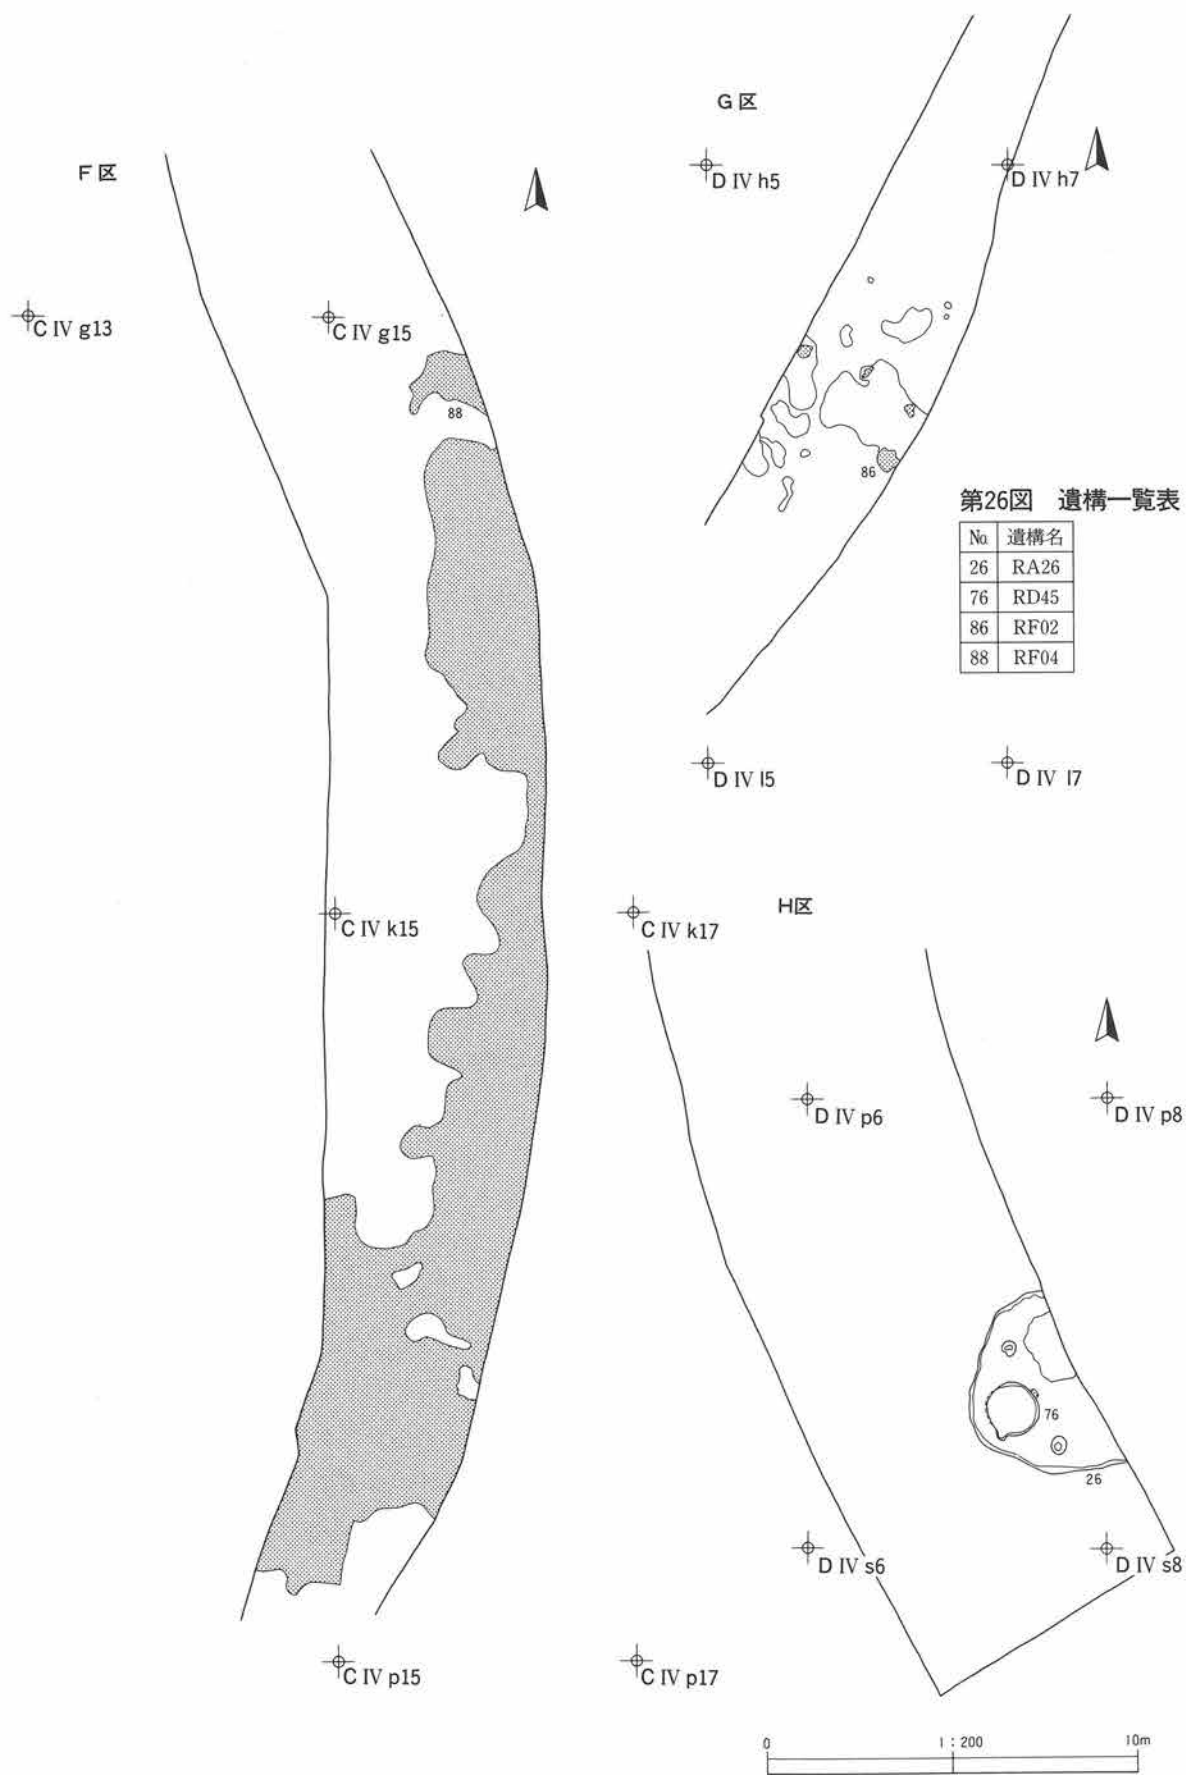 F区
C IV g13
C IV g15
88
C IV k15
C IV k17
C IV p15
C IV p17
G区
D IV h5
D IV h7
86
D IV l5
D IV l7
第26図 遺構一覧表
No. 遺構名
26 RA26
76 RD45
86 RF02
88 RF04
H区
D IV p6
D IV p8
76
26
D IV s6
D IV s8
0 1:200 10m